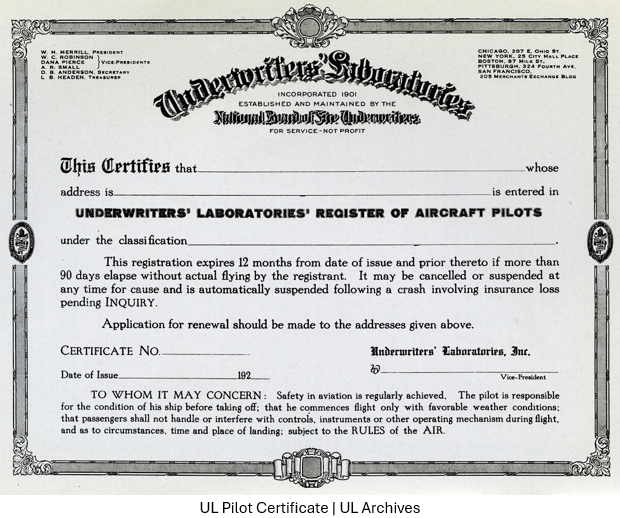 W. H. MERRILL, PRESIDENT
W. C. ROBINSON
DANA PIERCE } VICE-PRESIDENTS
A. R. SMALL
D. B. ANDERSON, SECRETARY
L. B. HEADEN, TREASURER
CHICAGO, 207 E. OHIO ST.
NEW YORK, 25 CITY HALL PLACE
BOSTON, 87 MILK ST.
PITTSBURGH, 324 FOURTH AVE.
SAN FRANCISCO,
205 MERCHANTS EXCHANGE BLDG
Underwriters' Laboratories
INCORPORATED 1901
ESTABLISHED AND MAINTAINED BY THE
National Board of Fire Underwriters
FOR SERVICE - NOT PROFIT
This Certifies that whose
address is is entered in
UNDERWRITERS' LABORATORIES' REGISTER OF AIRCRAFT PILOTS
under the classification .
This registration expires 12 months from date of issue and prior thereto if more than
90 days elapse without actual flying by the registrant. It may be cancelled or suspended at
any time for cause and is automatically suspended following a crash involving insurance loss
pending INQUIRY.
Application for renewal should be made to the addresses given above.
CERTIFICATE NO.
Underwriters' Laboratories, Inc.
Date of Issue 192
By
Vice-President
TO WHOM IT MAY CONCERN: Safety in aviation is regularly achieved. The pilot is responsible
for the condition of his ship before taking off; that he commences flight only with favorable weather conditions;
that passengers shall not handle or interfere with controls, instruments or other operating mechanism during flight,
and as to circumstances, time and place of landing; subject to the RULES of the AIR.
UL Pilot Certificate | UL Archives